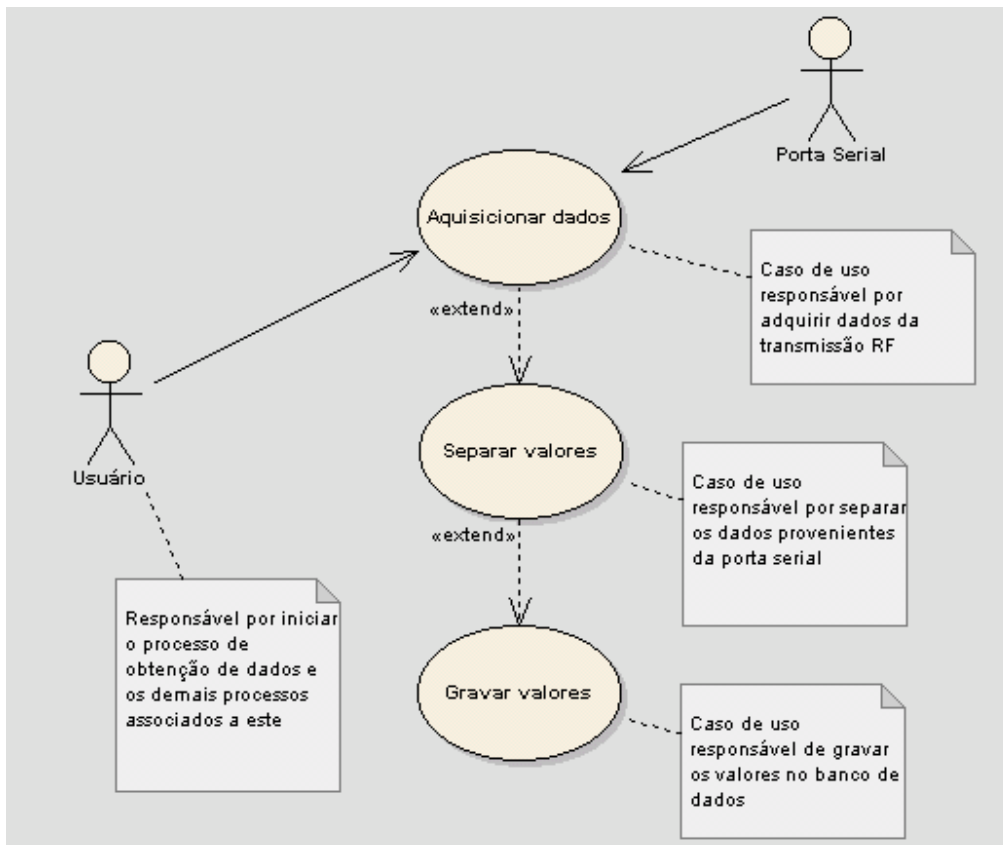 Porta Serial
Aquisicionar dados
Caso de uso
responsável por
adquirir dados da
transmissão RF
«extend»
Separar valores
Usuário
Caso de uso
responsável por separar
os dados provenientes
da porta serial
«extend»
Responsável por iniciar
o processo de
obtenção de dados e
os demais processos
associados a este
Gravar valores
Caso de uso
responsável de gravar
os valores no banco de
dados